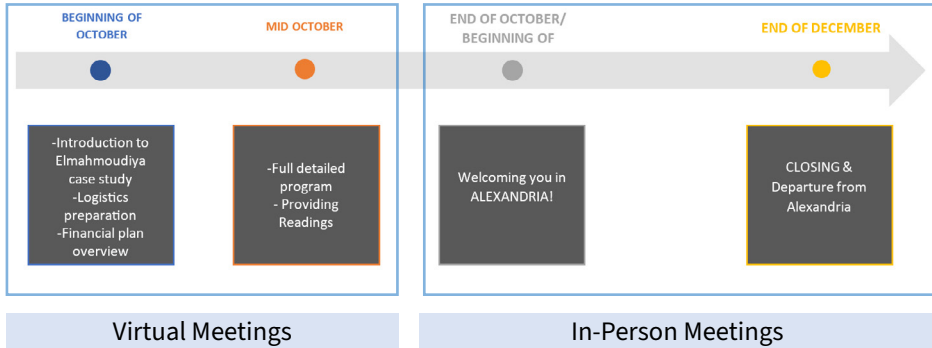 BEGINNING OF
OCTOBER
MID OCTOBER
END OF OCTOBER/
BEGINNING OF
END OF DECEMBER
-Introduction to
Elmahmoudiya
case study
-Logistics
preparation
-Financial plan
overview
-Full detailed
program
- Providing
Readings
Welcoming you in
ALEXANDRIA!
CLOSING &
Departure from
Alexandria
Virtual Meetings
In-Person Meetings